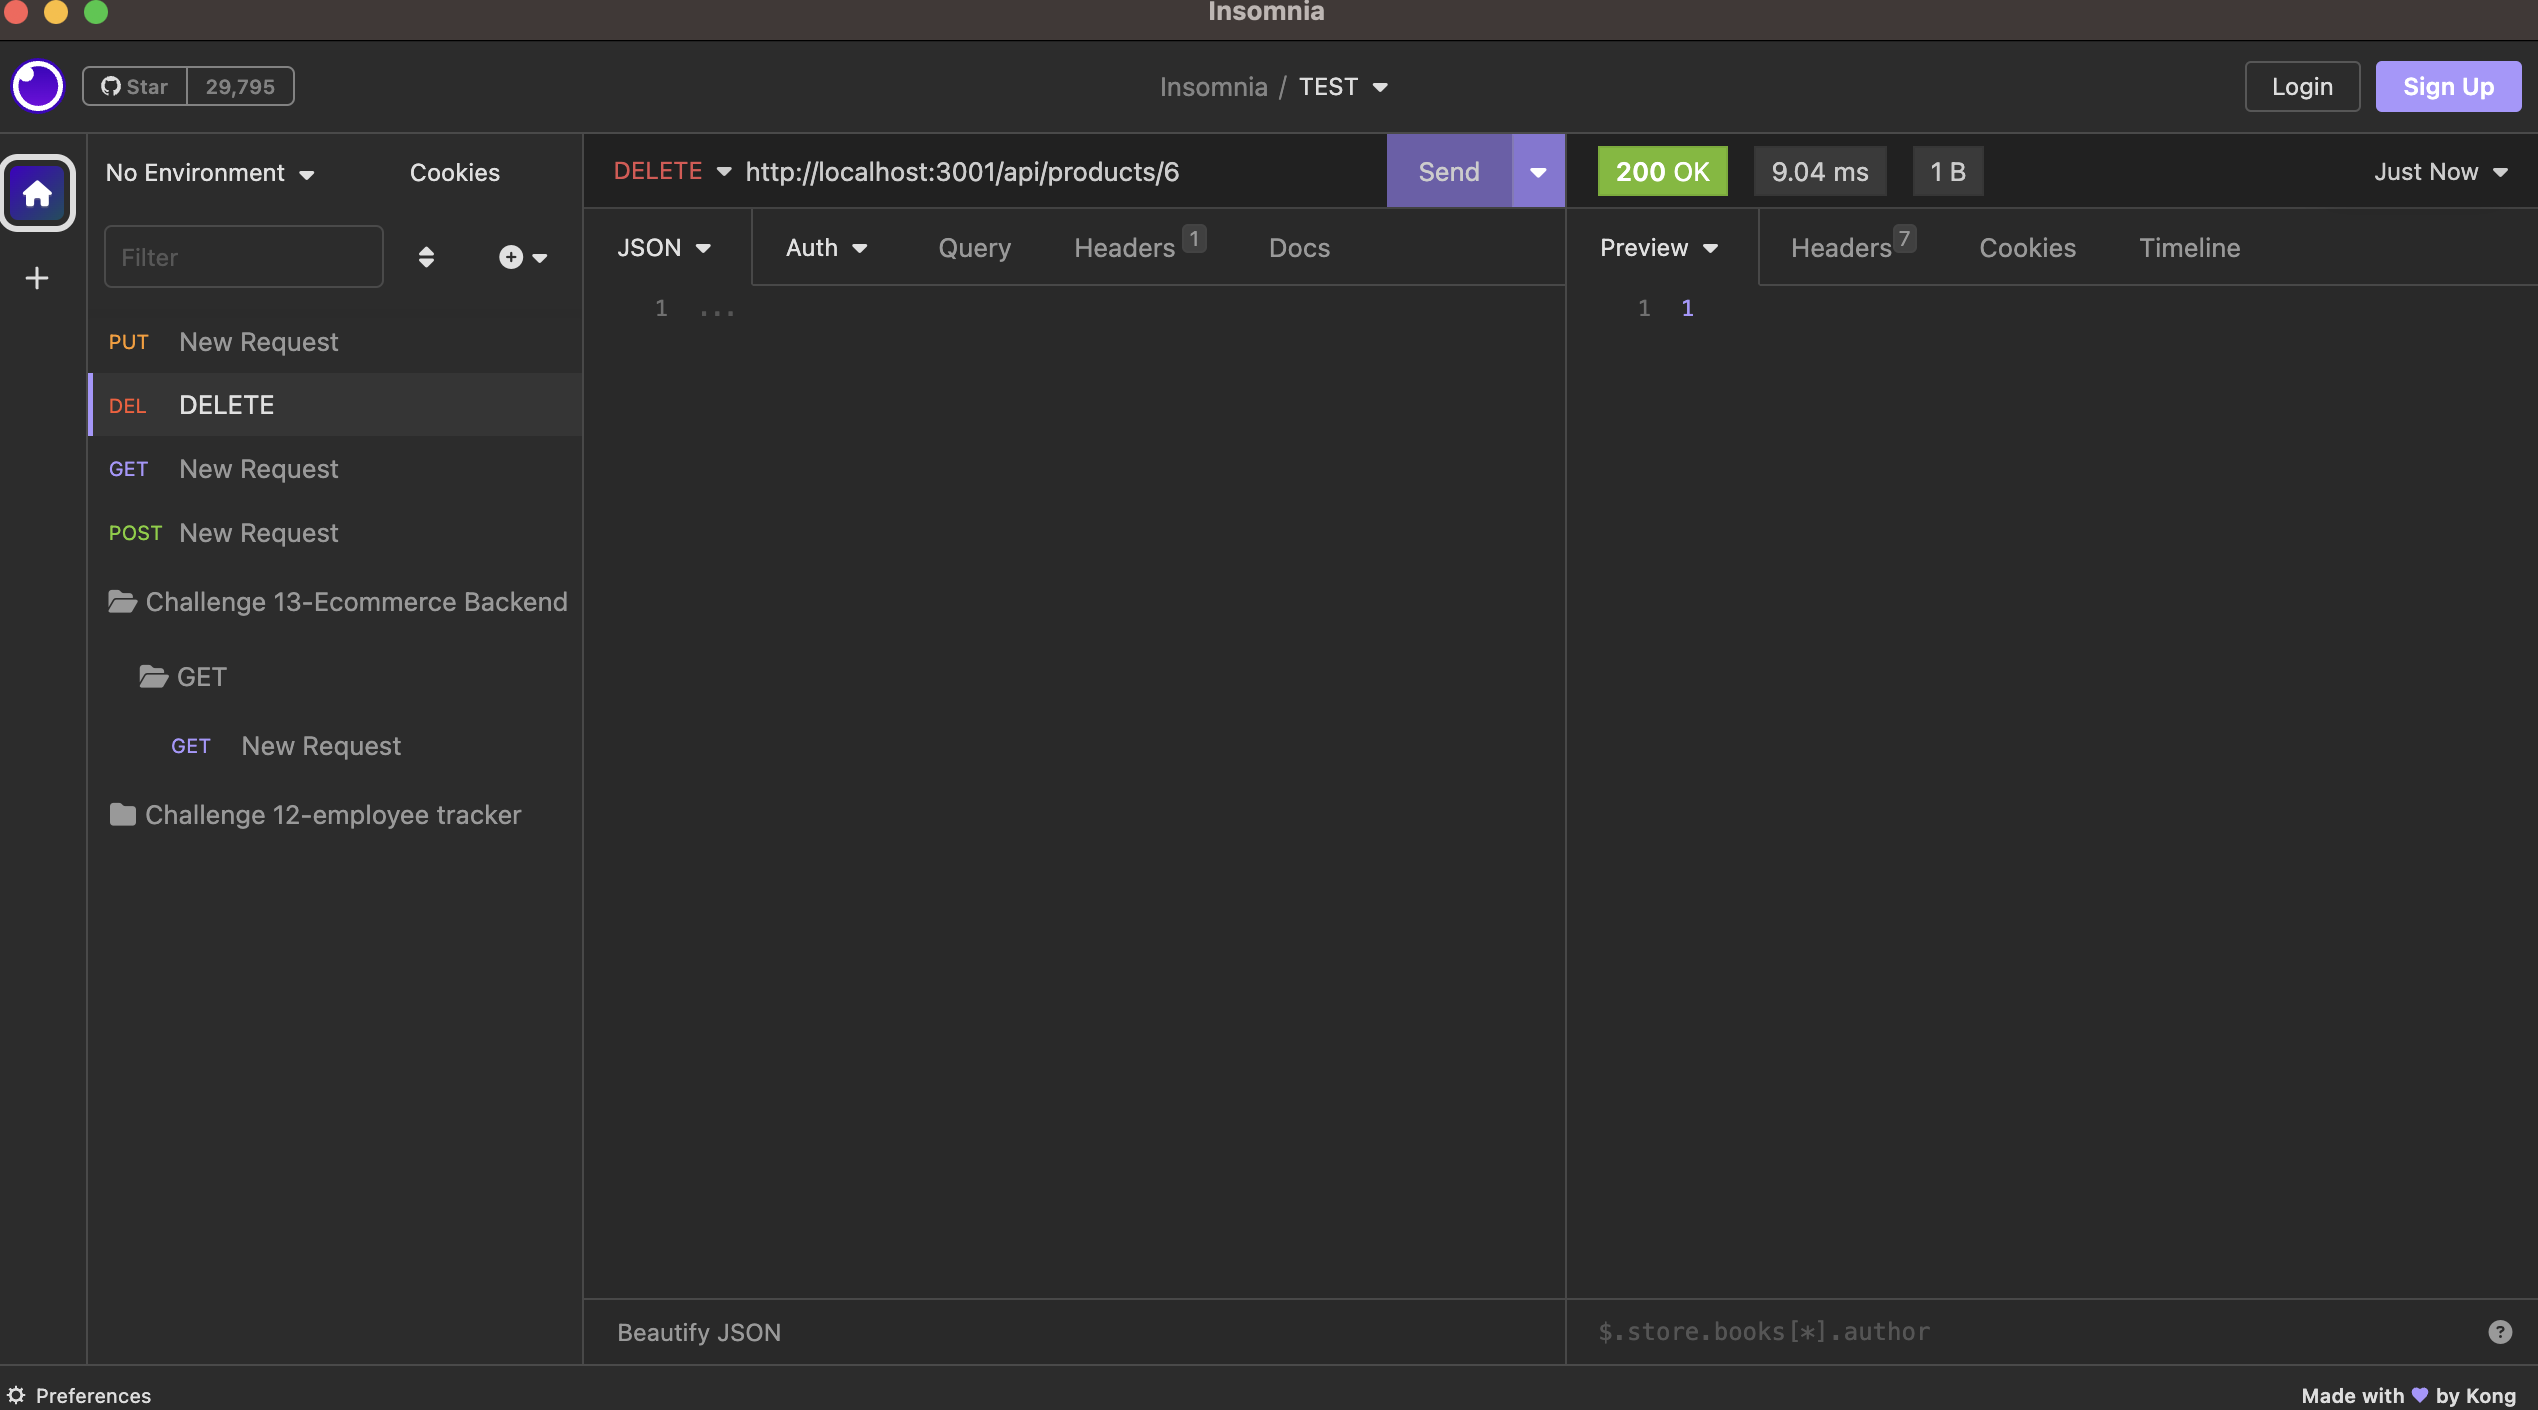 Insomnia
Star 29,795
Insomnia / TEST
Login
Sign Up
No Environment Cookies
Filter
PUT New Request
DEL DELETE
GET New Request
POST New Request
Challenge 13-Ecommerce Backend
GET
GET New Request
Challenge 12-employee tracker
DELETE http://localhost:3001/api/products/6 Send
JSON Auth Query Headers 1 Docs
1 ...
Beautify JSON
200 OK 9.04 ms 1 B Just Now
Preview Headers 7 Cookies Timeline
1 1
$.store.books[*].author
Preferences
Made with by Kong